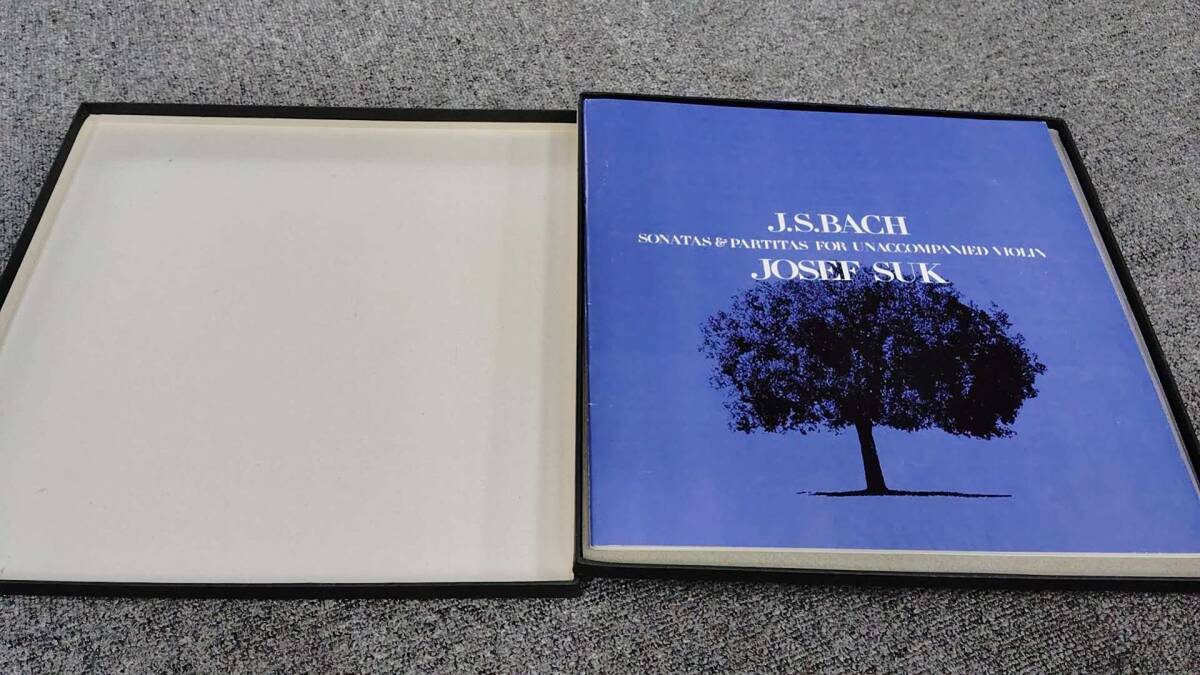 J.S.BACH
SONATAS & PARTITAS FOR UNACCOMPANIED VIOLIN
JOSEF SUK